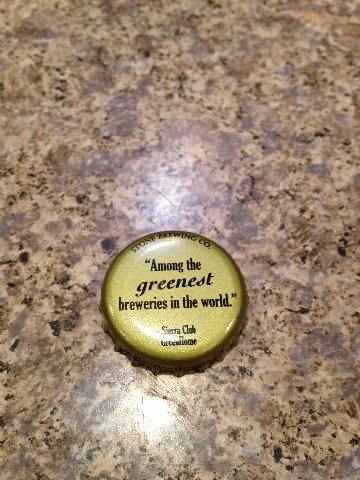 STONE BREWING CO.
“Among the
greenest
breweries in the world.”
Sierra Club
GreenHome